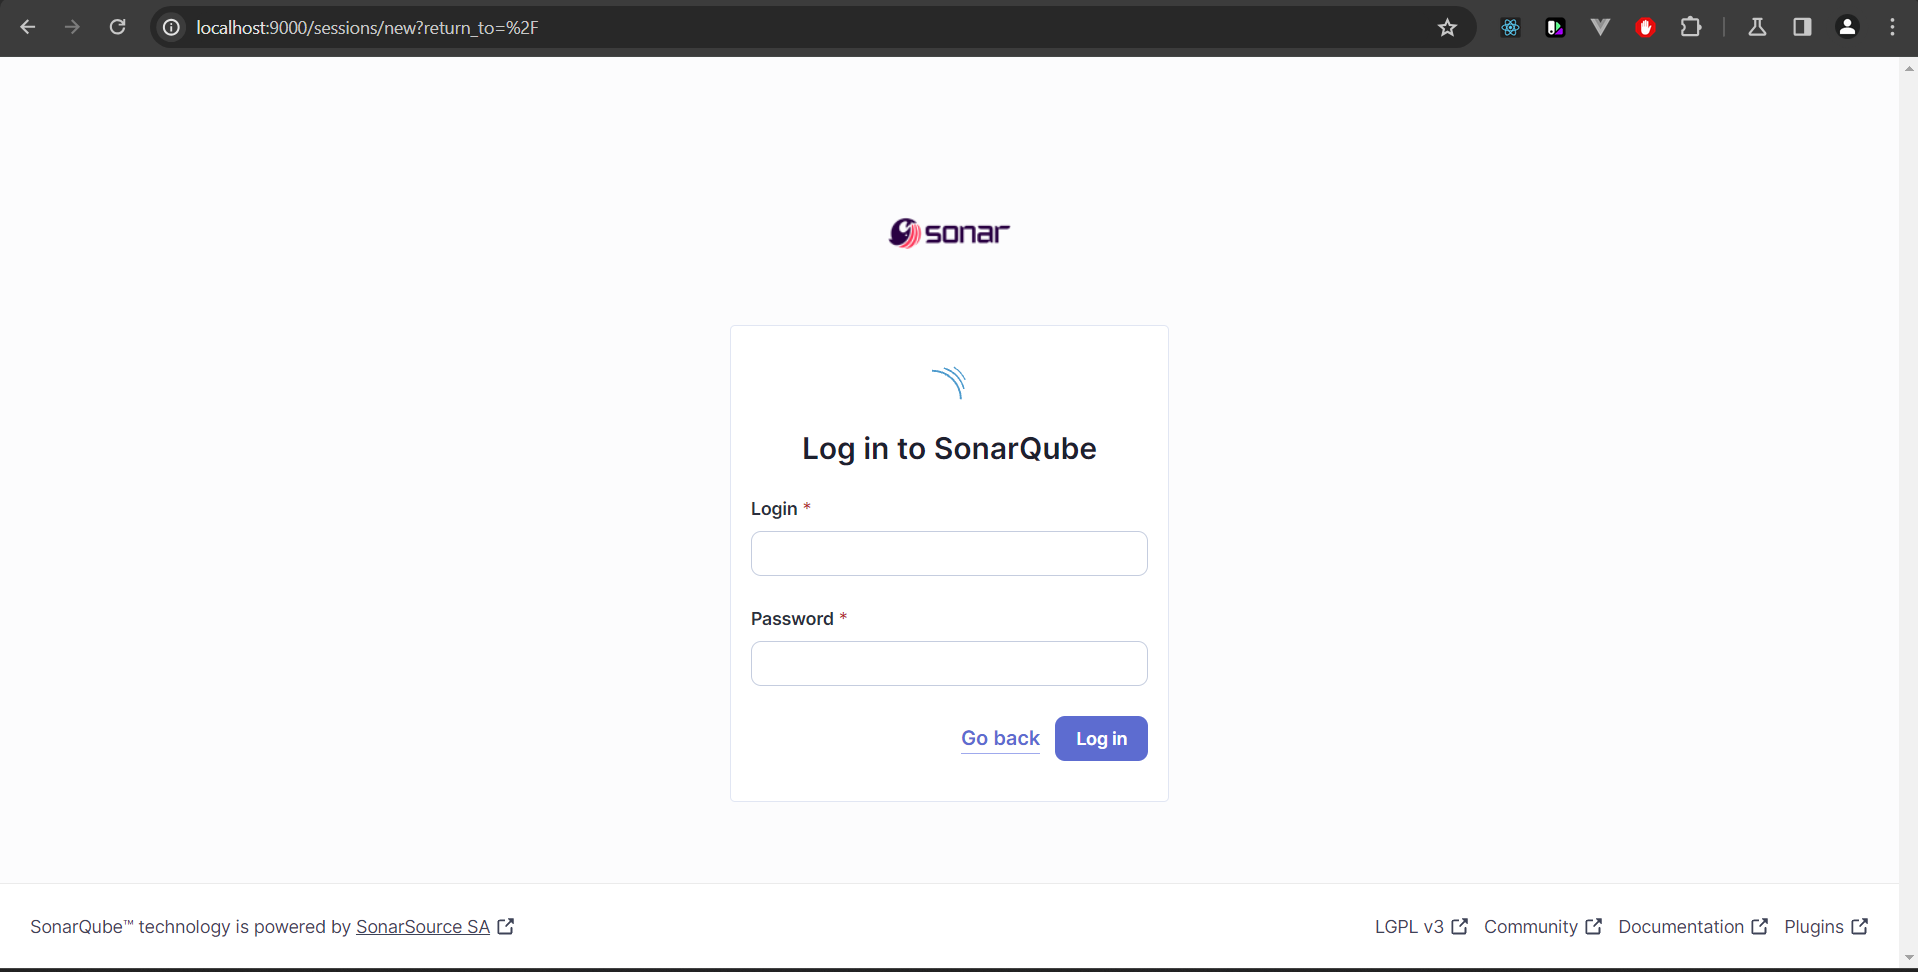 localhost:9000/sessions/new?return_to=%2F
sonar
Log in to SonarQube
Login *
Password *
Go back Log in
SonarQube™ technology is powered by SonarSource SA LGPL v3 Community Documentation Plugins